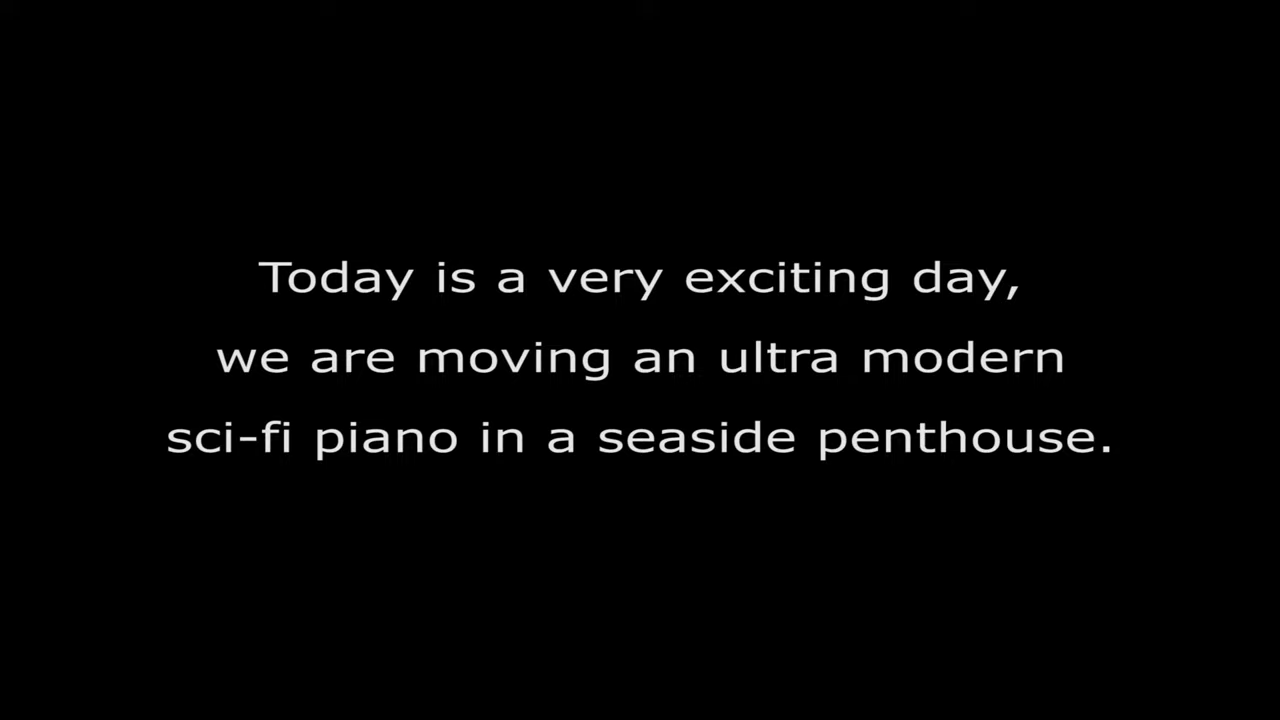 Today is a very exciting day,
we are moving an ultra modern
sci-fi piano in a seaside penthouse.